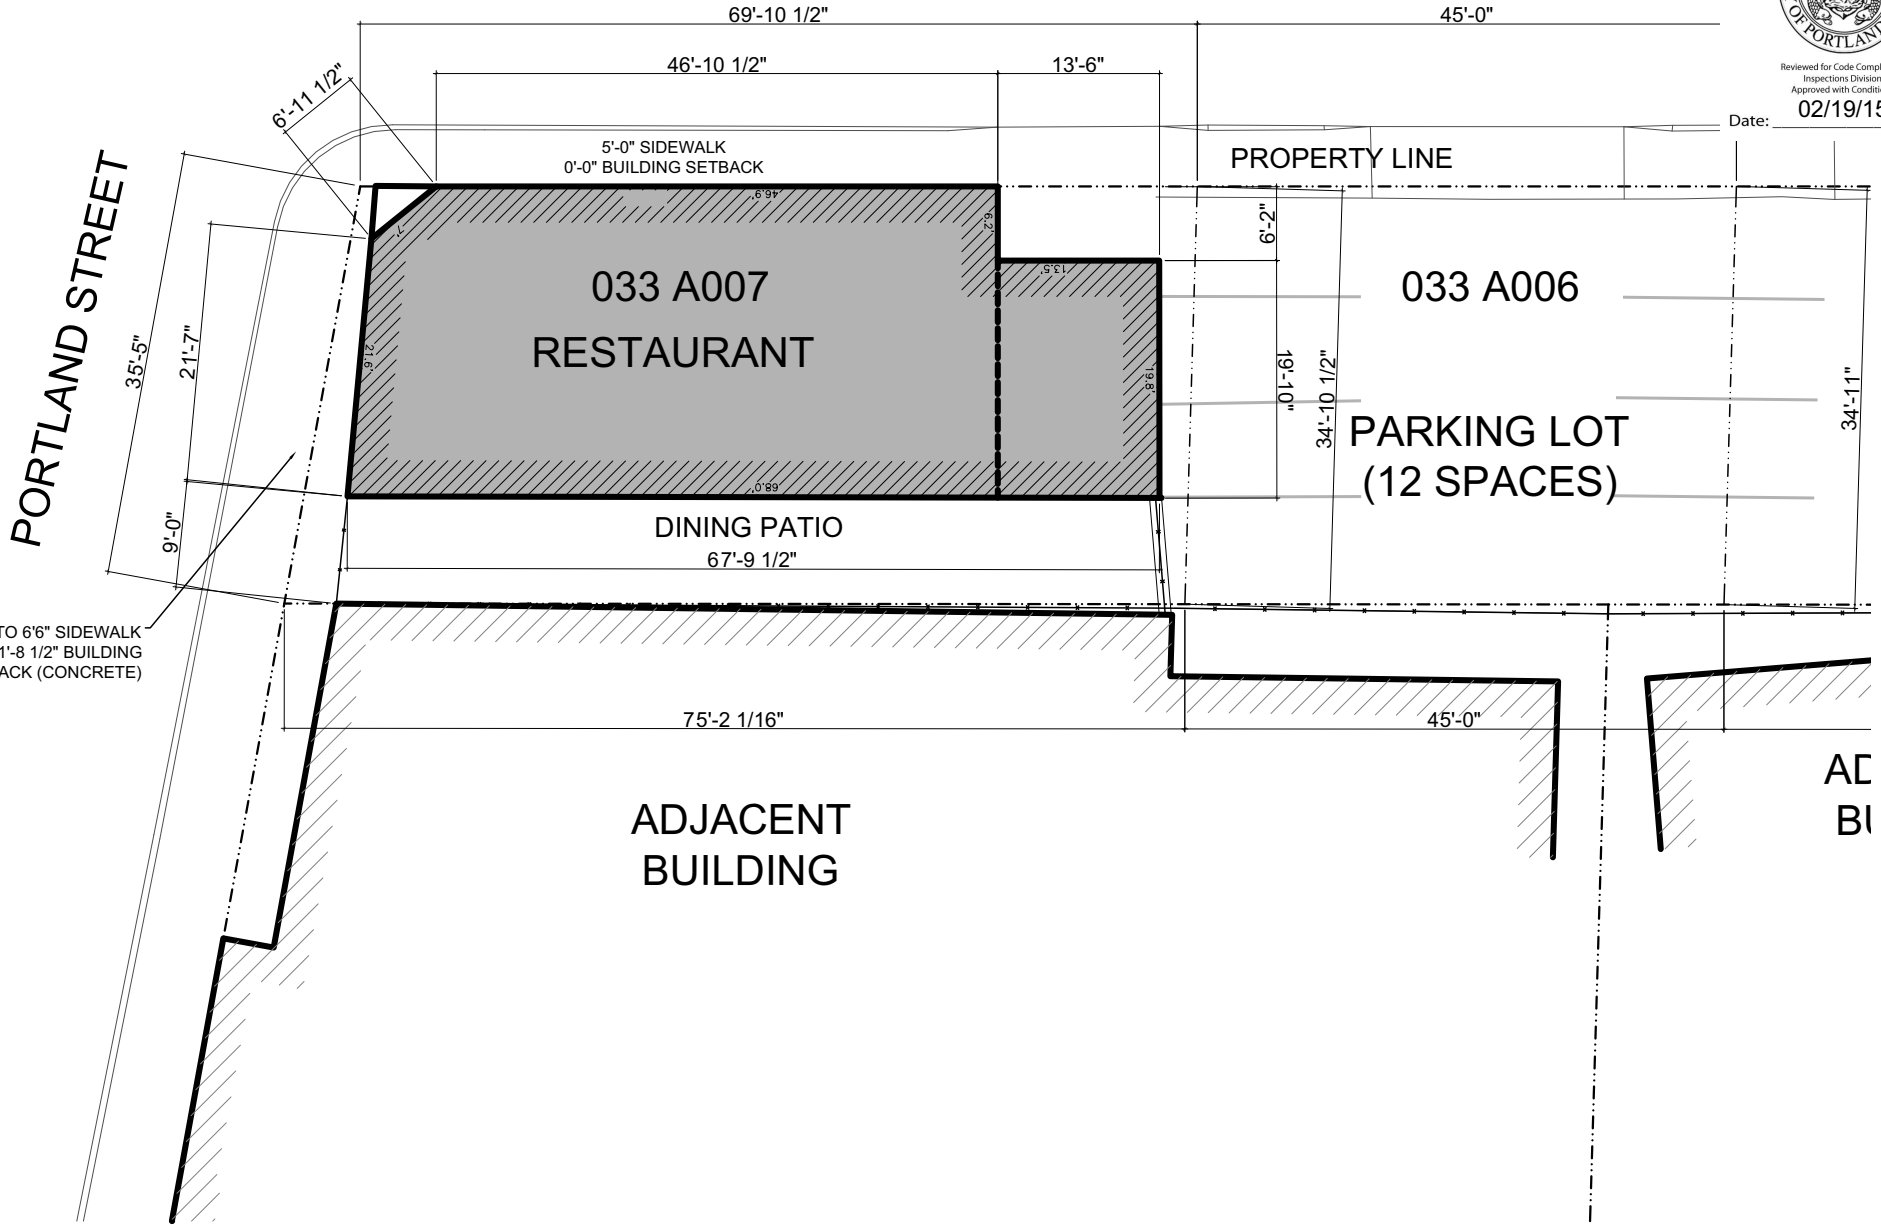 69'-10 1/2"
45'-0"
OF PORTLAND
Reviewed for Code
Inspections Division
Approved with
Date:
02/19/15
46'-10 1/2"
13'-6"
6'-11 1/2"
5'-0" SIDEWALK
0'-0" BUILDING SETBACK
PROPERTY LINE
PORTLAND STREET
46.9'
7'
6.2'
6'-2"
13.5'
033 A007
RESTAURANT
033 A006
35'-5"
21'-7"
21.6'
19.8'
19'-10"
34'-10 1/2"
34'-11"
PARKING LOT
(12 SPACES)
68.0'
9'-0"
DINING PATIO
67'-9 1/2"
TO 6'6" SIDEWALK
1'-8 1/2" BUILDING
(CONCRETE)
75'-2 1/16"
45'-0"
ADJACENT
BUILDING